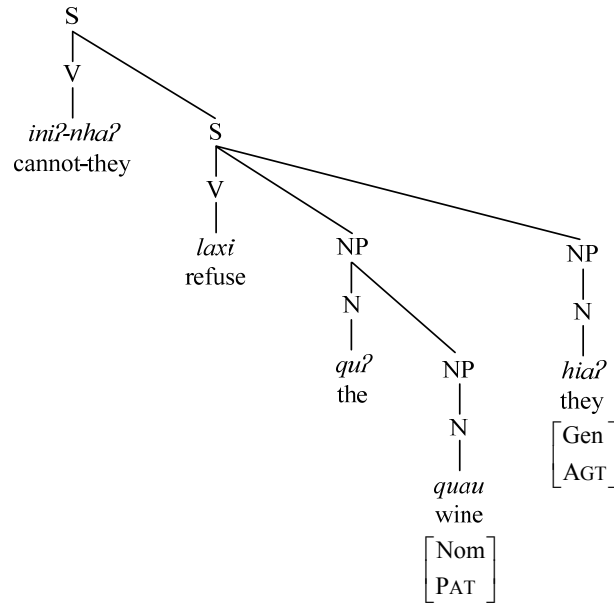 S
V
iniʔ-nhaʔ
cannot-they
S
V
laxi
refuse
NP
N
quʔ
the
NP
N
quau
wine
[Nom
PAT]
NP
N
hiaʔ
they
[Gen
AGT]